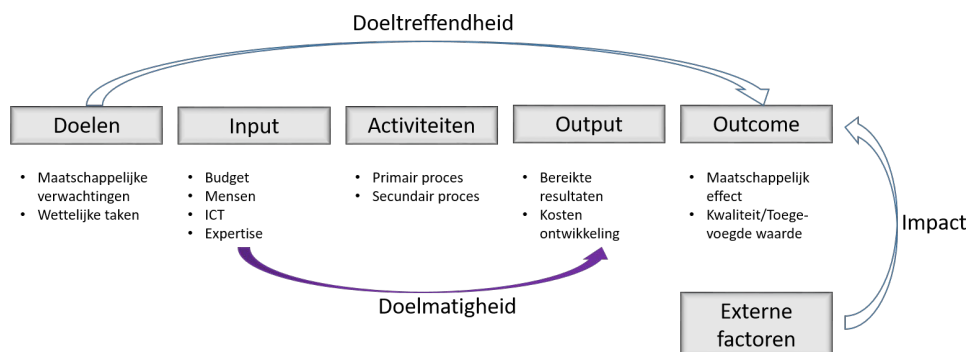 Doeltreffendheid
Doelen
Input
Activiteiten
Output
Outcome
• Maatschappelijke
verwachtingen
• Wettelijke taken
• Budget
• Mensen
• ICT
• Expertise
• Primair proces
• Secundair proces
• Bereikte
resultaten
• Kosten
ontwikkeling
• Maatschappelijk
effect
• Kwaliteit/Toege-
voegde waarde
Impact
Doelmatigheid
Externe
factoren